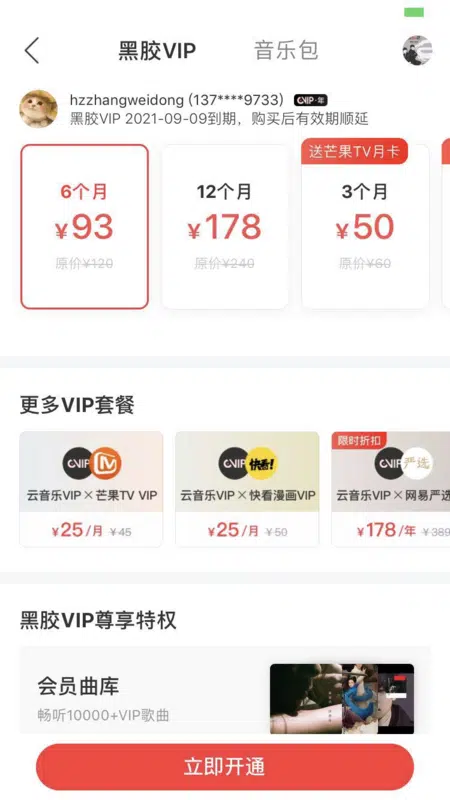 黑胶VIP 音乐包
hzzhangweidong (137****9733) VIP·年
黑胶VIP 2021-09-09到期，购买后有效期顺延
送芒果TV月卡
6个月 12个月 3个月
¥93 ¥178 ¥50
原价¥120 原价¥240 原价¥60
更多VIP套餐
限时折扣
VIP VIP 快看! VIP 严选
云音乐VIP×芒果TV VIP 云音乐VIP×快看漫画VIP 云音乐VIP×网易严选
¥25/月 ¥45 ¥25/月 ¥50 ¥178/年 ¥389
黑胶VIP尊享特权
会员曲库
畅听10000+VIP歌曲
立即开通